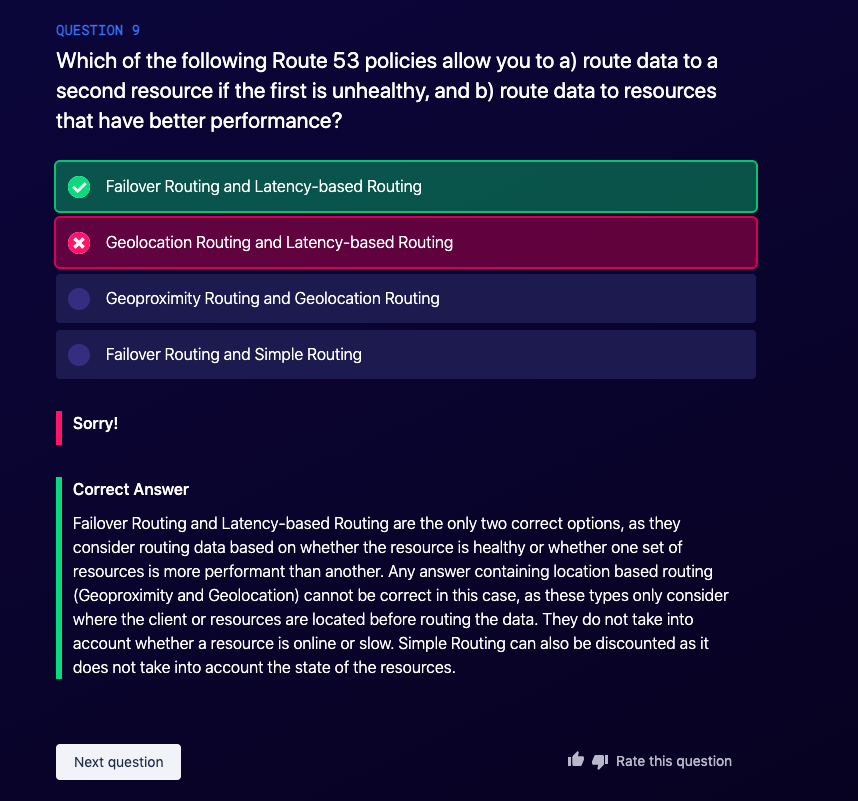 QUESTION 9
Which of the following Route 53 policies allow you to a) route data to a
second resource if the first is unhealthy, and b) route data to resources
that have better performance?
Failover Routing and Latency-based Routing
Geolocation Routing and Latency-based Routing
Geoproximity Routing and Geolocation Routing
Failover Routing and Simple Routing
Sorry!
Correct Answer
Failover Routing and Latency-based Routing are the only two correct options, as they
consider routing data based on whether the resource is healthy or whether one set of
resources is more performant than another. Any answer containing location based routing
(Geoproximity and Geolocation) cannot be correct in this case, as these types only consider
where the client or resources are located before routing the data. They do not take into
account whether a resource is online or slow. Simple Routing can also be discounted as it
does not take into account the state of the resources.
Next question
Rate this question